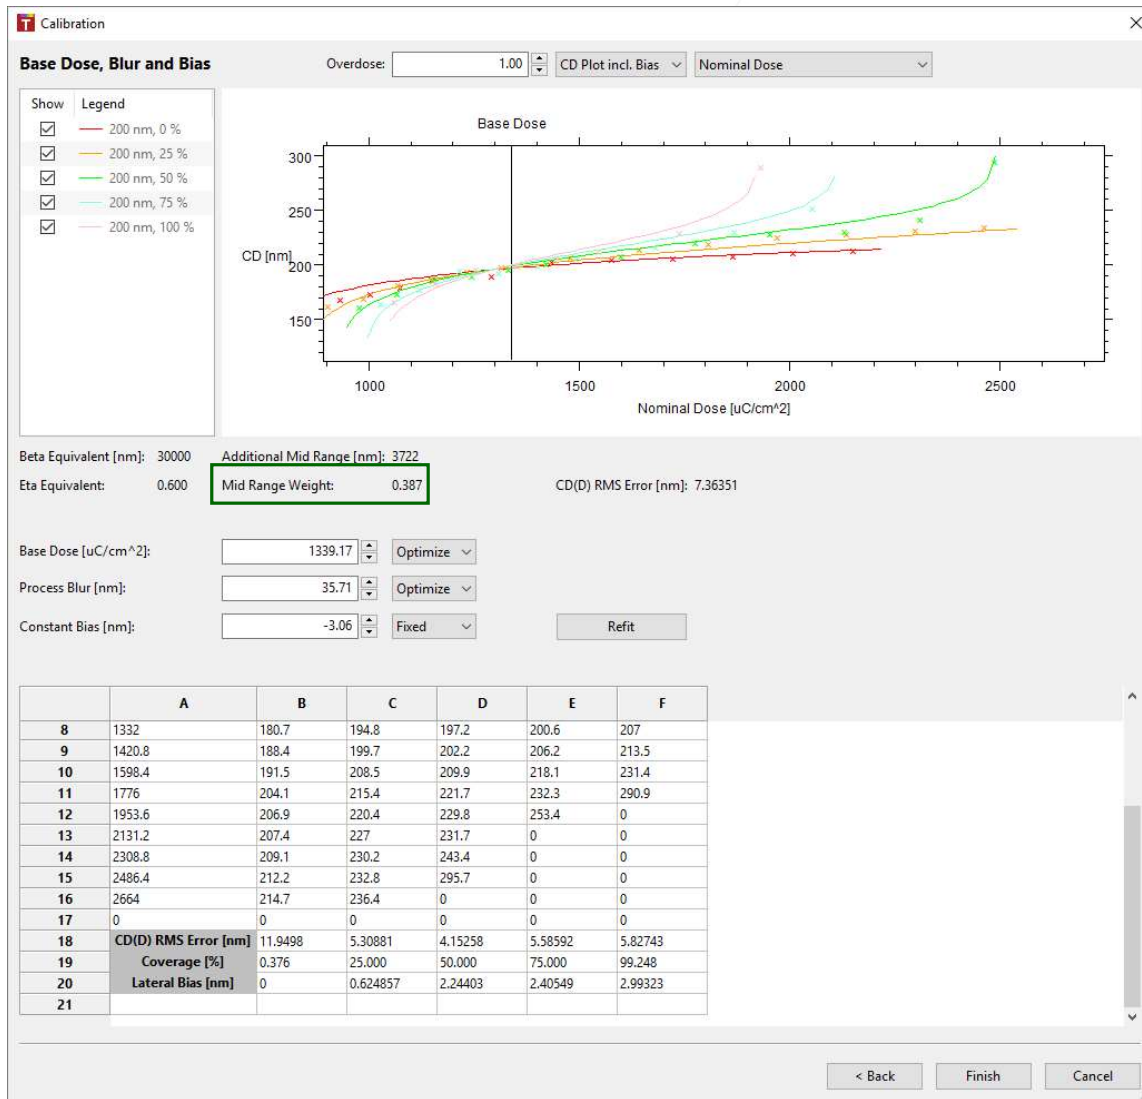 T Calibration
Base Dose, Blur and Bias Overdose: 1.00 CD Plot incl. Bias Nominal Dose
Show Legend
200 nm, 0 %
200 nm, 25 %
200 nm, 50 %
200 nm, 75 %
200 nm, 100 %
Base Dose
300
250
CD [nm]
200
150
1000 1500 2000 2500
Nominal Dose [uC/cm^2]
Beta Equivalent [nm]: 30000 Additional Mid Range [nm]: 3722
Eta Equivalent: 0.600 Mid Range Weight: 0.387 CD(D) RMS Error [nm]: 7.36351
Base Dose [uC/cm^2]: 1339.17 Optimize
Process Blur [nm]: 35.71 Optimize
Constant Bias [nm]: -3.06 Fixed Refit
A B C D E F
8 1332 180.7 194.8 197.2 200.6 207
9 1420.8 188.4 199.7 202.2 206.2 213.5
10 1598.4 191.5 208.5 209.9 218.1 231.4
11 1776 204.1 215.4 221.7 232.3 290.9
12 1953.6 206.9 220.4 229.8 253.4 0
13 2131.2 207.4 227 231.7 0 0
14 2308.8 209.1 230.2 243.4 0 0
15 2486.4 212.2 232.8 295.7 0 0
16 2664 214.7 236.4 0 0 0
17 0 0 0 0 0 0
18 CD(D) RMS Error [nm] 11.9498 5.30881 4.15258 5.58592 5.82743
19 Coverage [%] 0.376 25.000 50.000 75.000 99.248
20 Lateral Bias [nm] 0 0.624857 2.24403 2.40549 2.99323
21
< Back Finish Cancel